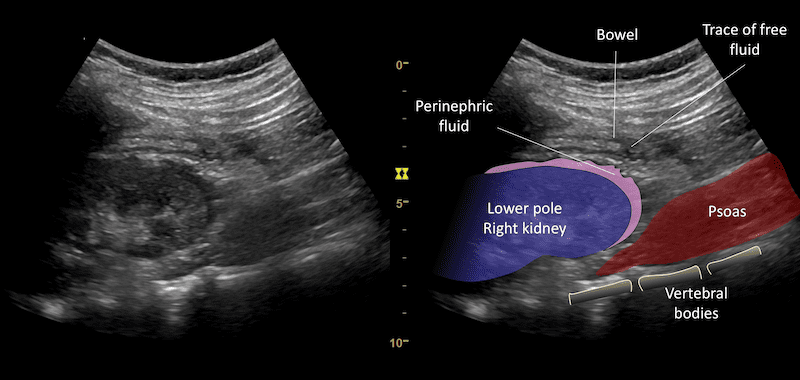 Bowel
Trace of free
fluid
0
Perinephric
fluid
5
Lower pole
Right kidney
Psoas
Vertebral
bodies
10